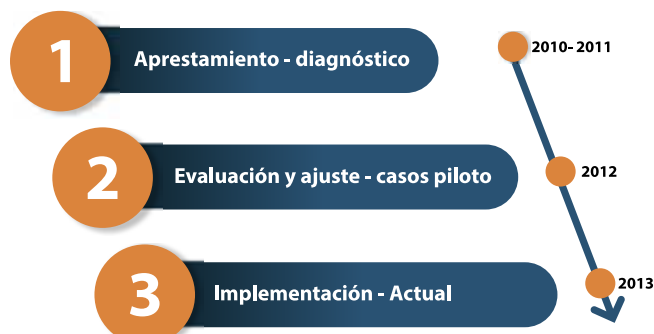 1
Aprestamiento - diagnóstico
2010- 2011
2
Evaluación y ajuste - casos piloto
2012
3
Implementación - Actual
2013